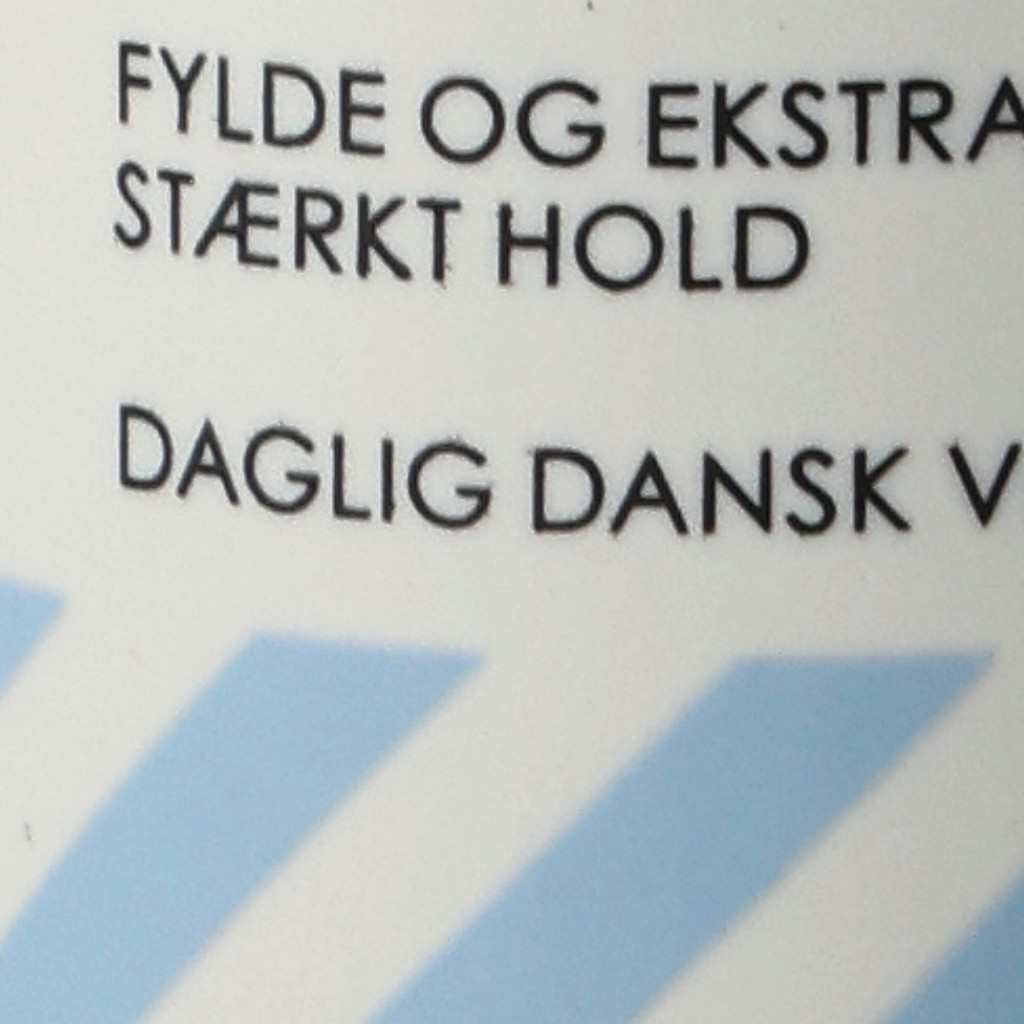 FYLDE OG EKSTRA
STÆRKT HOLD
DAGLIG DANSK